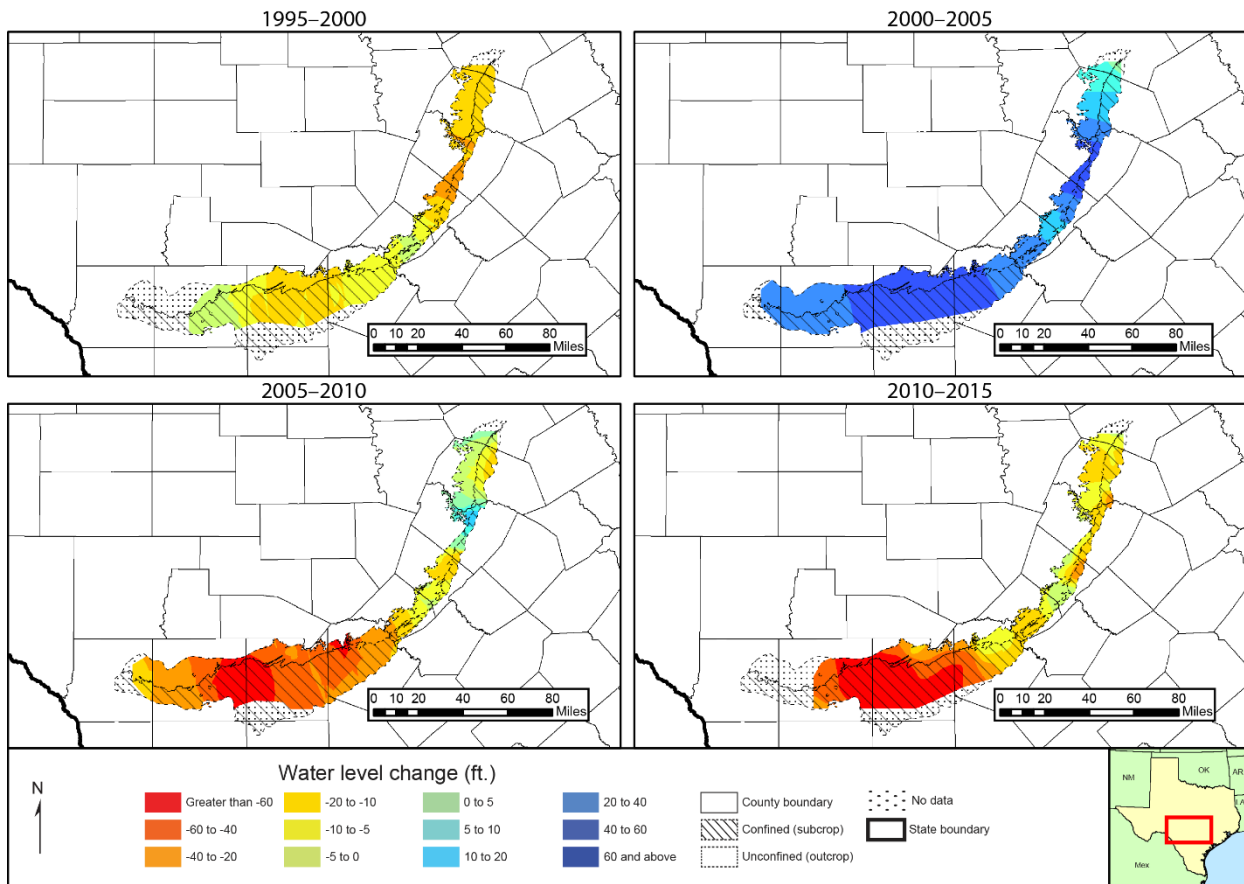 1995–2000
2000–2005
0 10 20 40 60 80
Miles
0 10 20 40 60 80
Miles
2005–2010
2010–2015
0 10 20 40 60 80
Miles
0 10 20 40 60 80
Miles
N
Water level change (ft.)
Greater than -60
-60 to -40
-40 to -20
-20 to -10
-10 to -5
-5 to 0
0 to 5
5 to 10
10 to 20
20 to 40
40 to 60
60 and above
County boundary
Confined (subcrop)
Unconfined (outcrop)
No data
State boundary
NM
OK
AR
LA
Mex